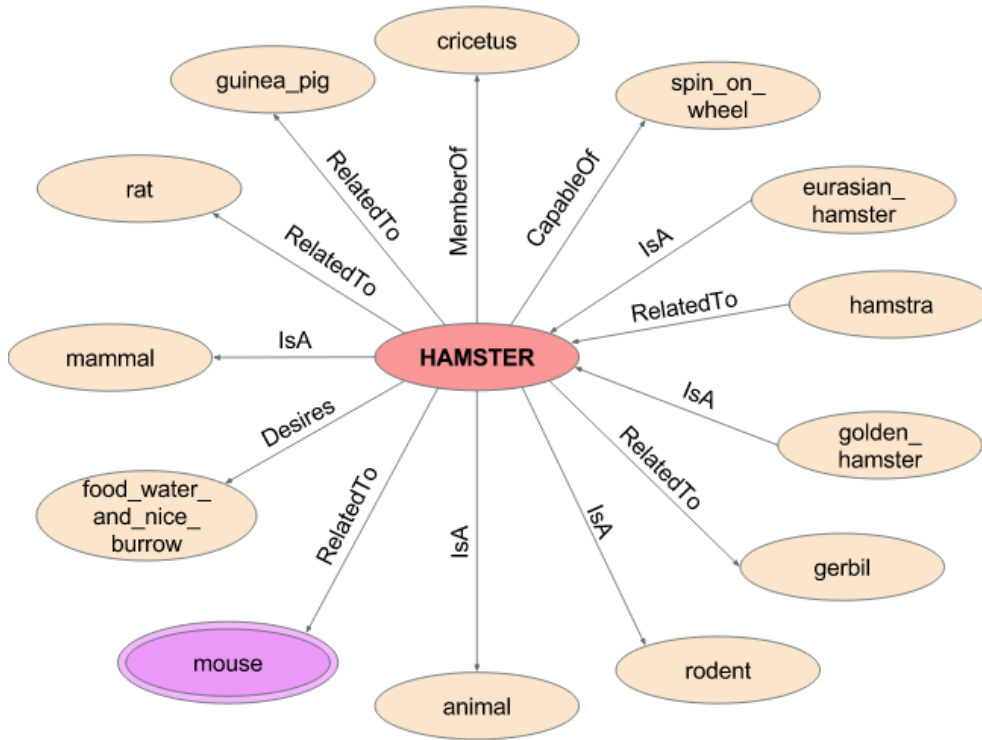 cricetus
guinea_pig
spin_on_
wheel
RelatedTo
MemberOf
CapableOf
rat
eurasian_
hamster
RelatedTo
IsA
RelatedTo
hamstra
IsA
mammal
HAMSTER
IsA
Desires
golden_
hamster
RelatedTo
food_water_
and_nice_
burrow
RelatedTo
IsA
IsA
gerbil
mouse
rodent
animal